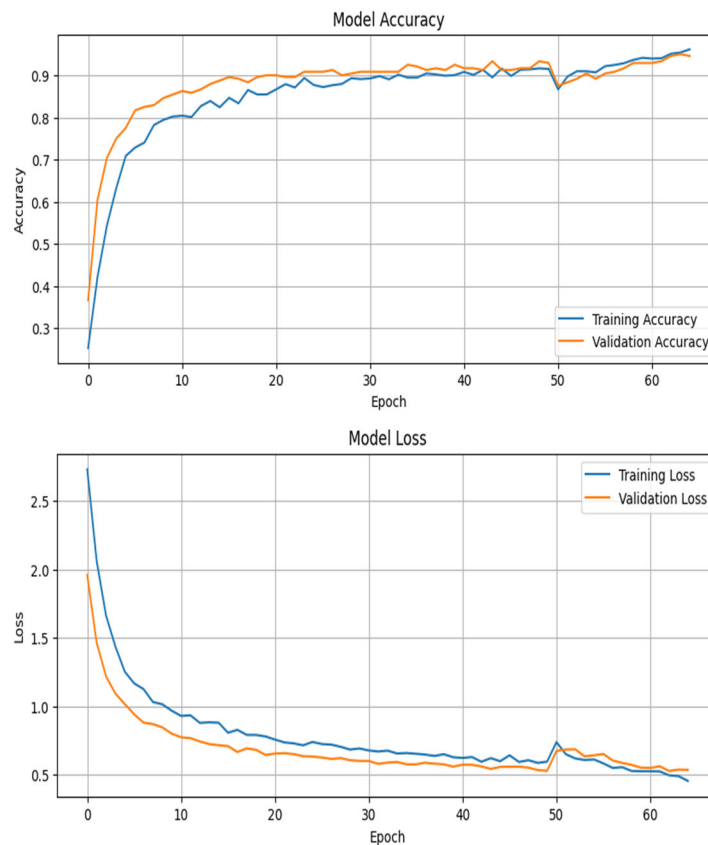 Model Accuracy
0.9
0.8
0.7
0.6
0.5
0.4
0.3
Accuracy
Training Accuracy
Validation Accuracy
0 10 20 30 40 50 60
Epoch
Model Loss
2.5
2.0
1.5
1.0
0.5
Loss
Training Loss
Validation Loss
0 10 20 30 40 50 60
Epoch